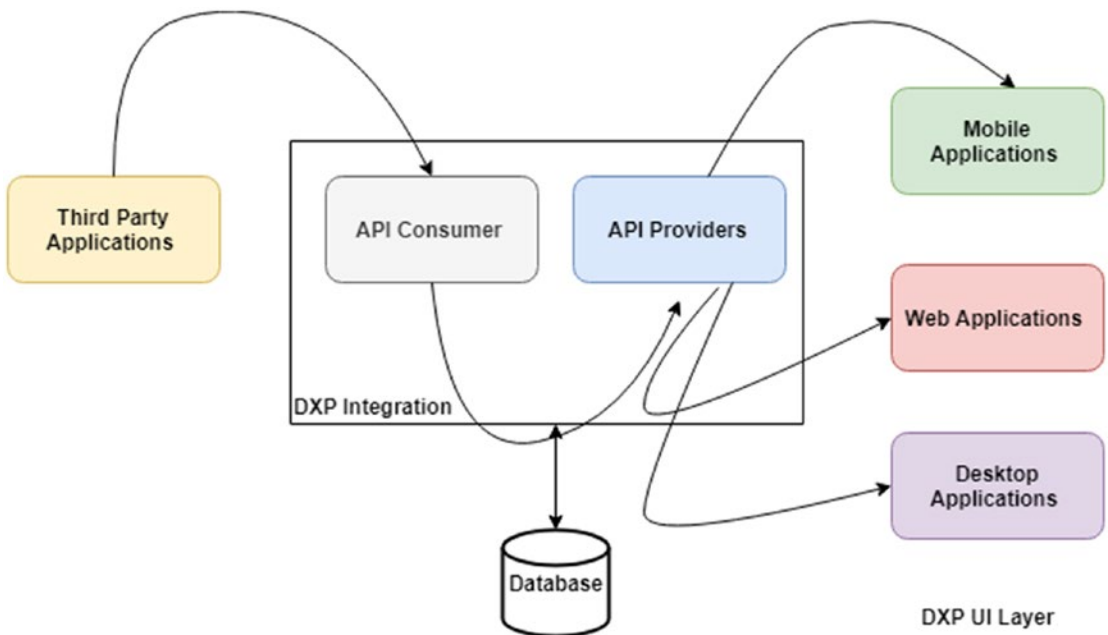 Third Party
Applications
API Consumer
API Providers
DXP Integration
Database
Mobile
Applications
Web Applications
Desktop
Applications
DXP UI Layer